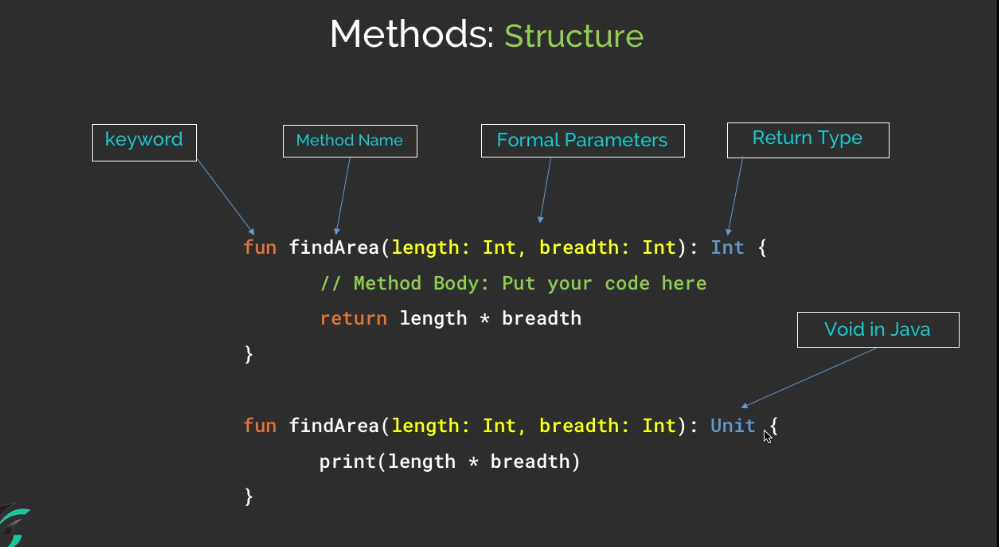 Methods: Structure
keyword
Method Name
Formal Parameters
Return Type
fun findArea(length: Int, breadth: Int): Int {
// Method Body: Put your code here
return length * breadth
}
Void in Java
fun findArea(length: Int, breadth: Int): Unit {
print(length * breadth)
}